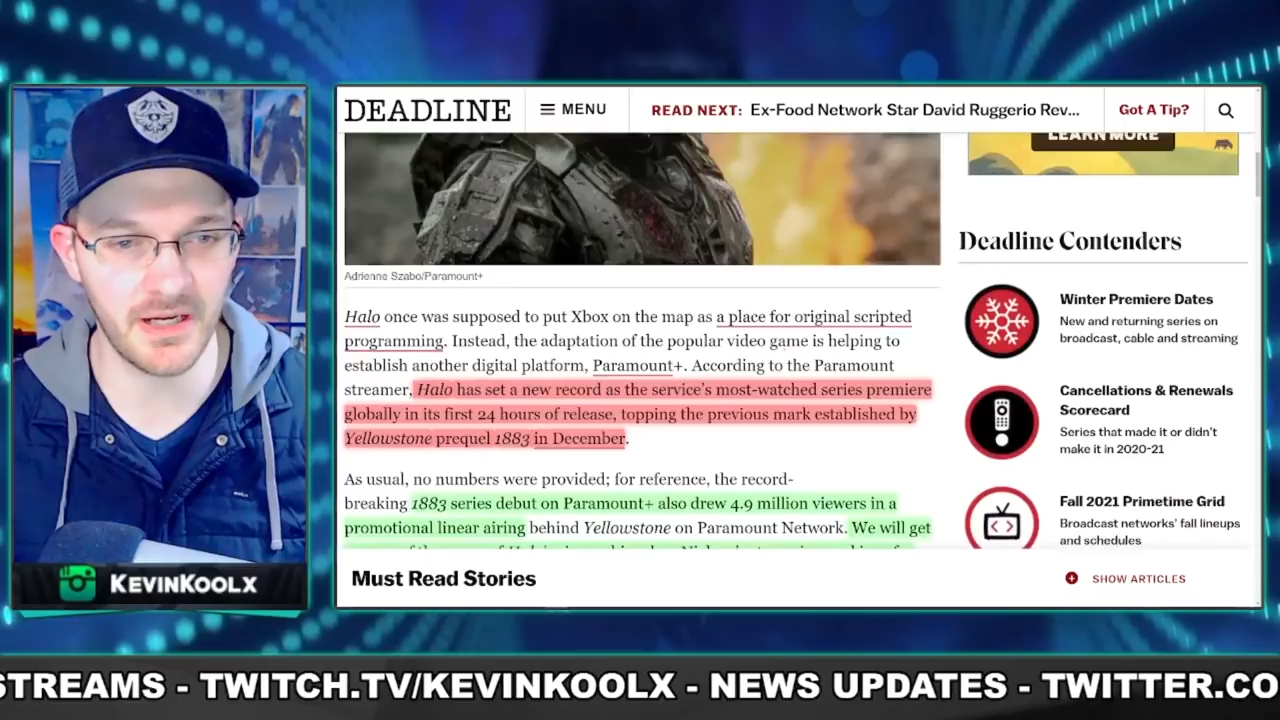 DEADLINE
MENU
READ NEXT: Ex-Food Network Star David Ruggerio Rev...
Got A Tip?
LEARN MORE
Adrienne Szabo/Paramount+
Halo once was supposed to put Xbox on the map as a place for original scripted
programming. Instead, the adaptation of the popular video game is helping to
establish another digital platform, Paramount+. According to the Paramount
streamer, Halo has set a new record as the service's most-watched series premiere
globally in its first 24 hours of release, topping the previous mark established by
Yellowstone prequel 1883 in December.
As usual, no numbers were provided; for reference, the record-
breaking 1883 series debut on Paramount+ also drew 4.9 million viewers in a
promotional linear airing behind Yellowstone on Paramount Network. We will get
Must Read Stories
SHOW ARTICLES
Deadline Contenders
Winter Premiere Dates
New and returning series on
broadcast, cable and streaming
Cancellations & Renewals
Scorecard
Series that made it or didn't
make it in 2020-21
Fall 2021 Primetime Grid
Broadcast networks' fall lineups
and schedules
KEVINKOOLX
STREAMS - TWITCH.TV/KEVINKOOLX - NEWS UPDATES - TWITTER.CO